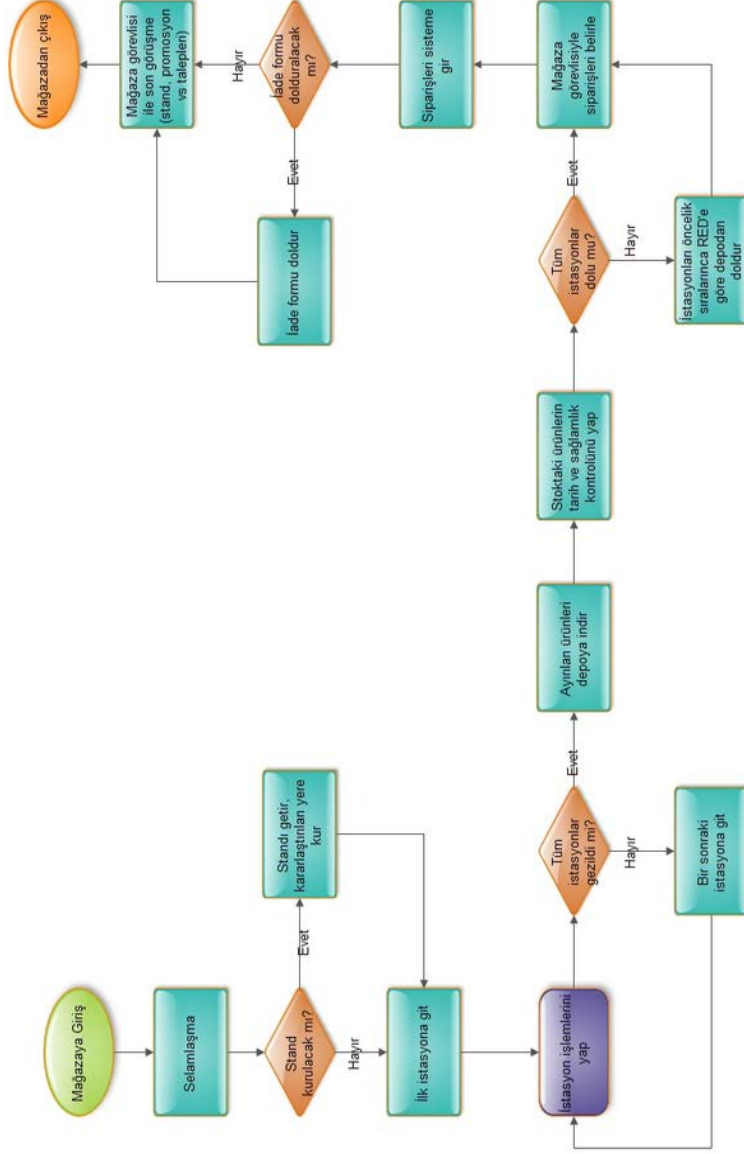 Mağazaya Giriş
Selamlaşma
Stand
kurulacak mı?
Evet
Standı getir,
kararlaştırılan yere
kur
Hayır
İlk istasyona git
İstasyon işlemlerini
yap
Tüm
istasyonlar
gezildi mi?
Hayır
Bir sonraki
istasyona git
Evet
Ayırılan ürünleri
depoya indir
Stoktaki ürünlerin
tarih ve sağlamlık
kontrolünü yap
Tüm
istasyonlar
dolu mu?
Hayır
İstasyonları öncelik
sıralarınca RED'e
göre depodan
doldur
Evet
Mağaza
görevlisiyle
siparişleri belirle
Siparişleri sisteme
gir
İade formu
doldurulacak
mı?
Evet
İade formu doldur
Hayır
Mağaza görevlisi
ile son görüşme
(stand, promosyon
vs talepleri)
Mağazadan çıkış